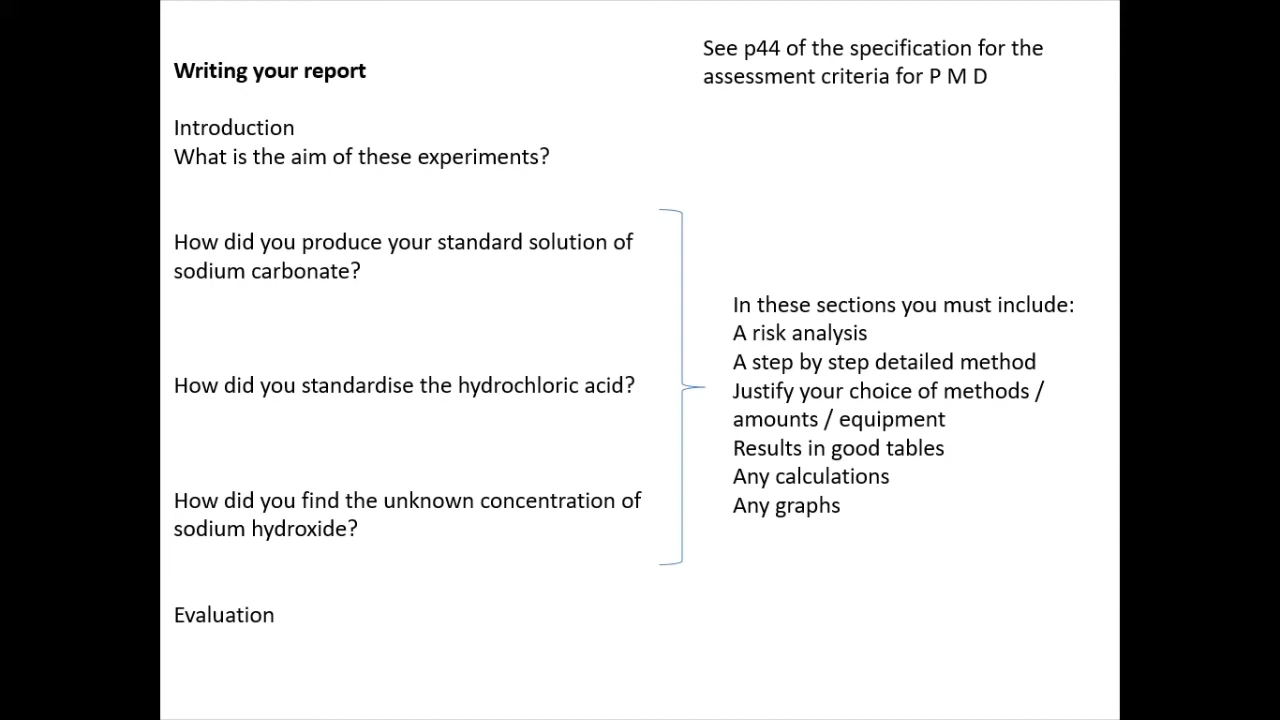 Writing your report
See p44 of the specification for the
assessment criteria for P M D
Introduction
What is the aim of these experiments?
How did you produce your standard solution of
sodium carbonate?
How did you standardise the hydrochloric acid?
How did you find the unknown concentration of
sodium hydroxide?
In these sections you must include:
A risk analysis
A step by step detailed method
Justify your choice of methods /
amounts / equipment
Results in good tables
Any calculations
Any graphs
Evaluation